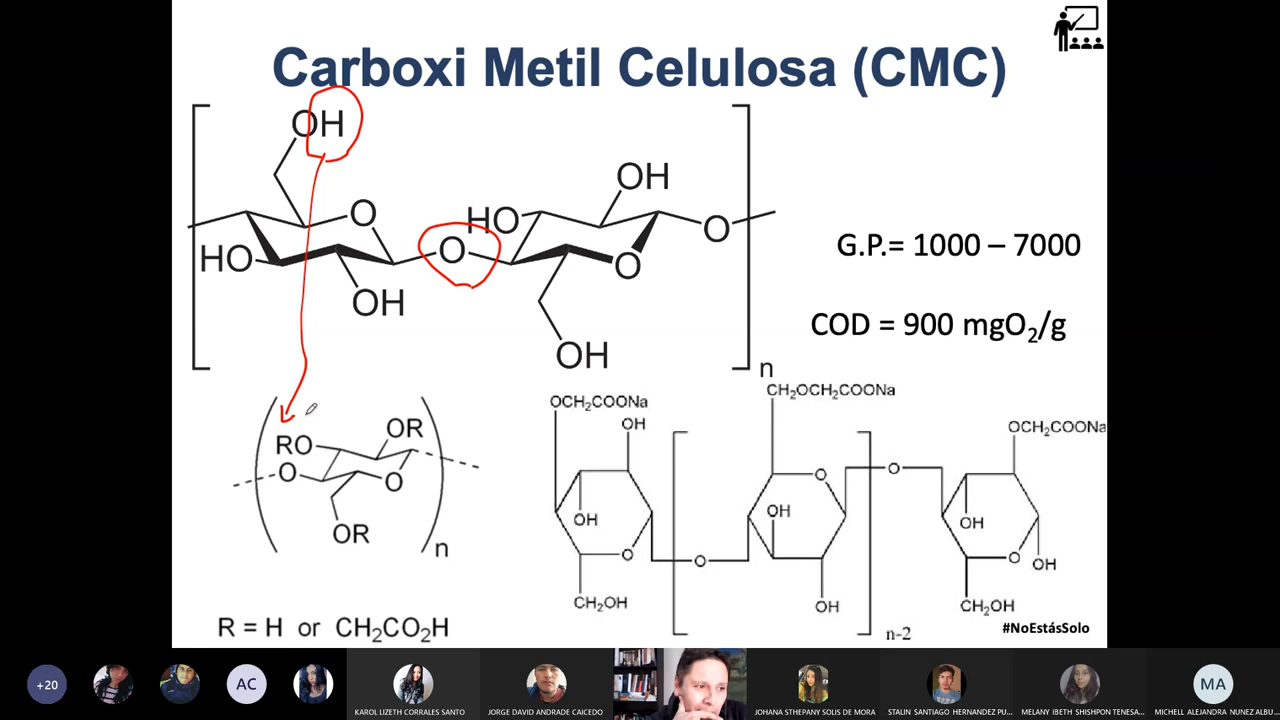 Carboxi Metil Celulosa (CMC)
OH
OH
HO
O
HO
O
O
O
OH
OH
n
G.P.= 1000 – 7000
COD = 900 mgO₂/g
RO
OR
O
O
OR
n
R = H or CH₂CO₂H
OCH₂COONa
OH
OH
O
CH₂OH
O
CH₂OCH₂COONa
O
OH
OH
n-2
O
OCH₂COONa
OH
O
OH
CH₂OH
#NoEstásSolo
+20
AC
KAROL LIZETH CORRALES SANTO
JORGE DAVID ANDRADE CAICEDO
JOHANA STHEPANY SOLIS DE MORA
STALIN SANTIAGO HERNANDEZ PU...
MELANY IBETH SHISHPON TENESA...
MA
MICHELL ALEJANDRA NUNEZ ALBU...